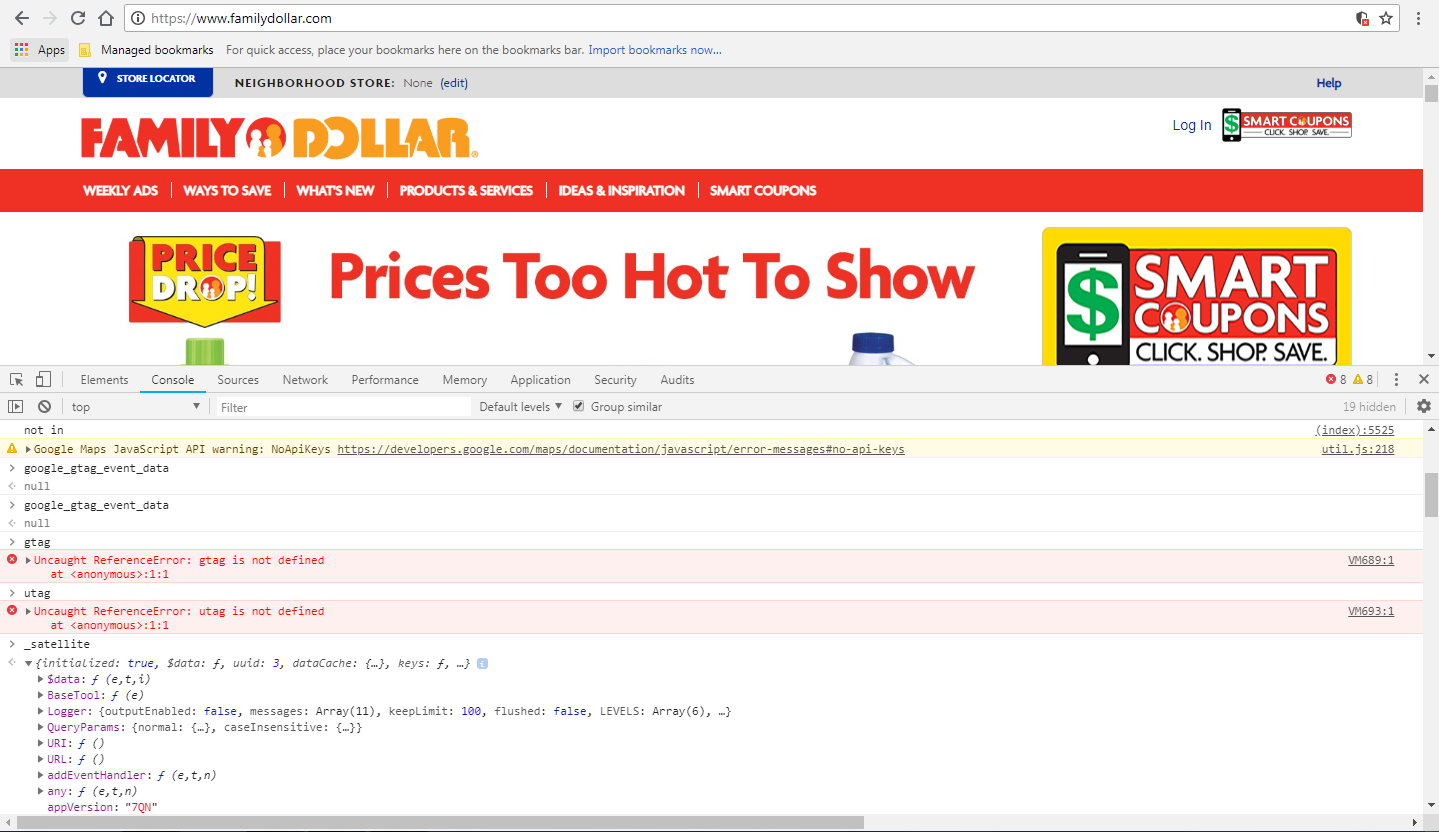 https://www.familydollar.com
Apps Managed bookmarks For quick access, place your bookmarks here on the bookmarks bar. Import bookmarks now...
STORE LOCATOR NEIGHBORHOOD STORE: None (edit) Help
FAMILY DOLLAR®
Log In $ SMART COUPONS
CLICK. SHOP. SAVE.
WEEKLY ADS WAYS TO SAVE WHAT'S NEW PRODUCTS & SERVICES IDEAS & INSPIRATION SMART COUPONS
PRICE
DROP!
Prices Too Hot To Show
$
SMART
COUPONS
CLICK. SHOP. SAVE.
Elements Console Sources Network Performance Memory Application Security Audits 8 8
top Filter Default levels Group similar 19 hidden
not in (index):5525
Google Maps JavaScript API warning: NoApiKeys https://developers.google.com/maps/documentation/javascript/error-messages#no-api-keys util.js:218
google_gtag_event_data
null
google_gtag_event_data
null
gtag
Uncaught ReferenceError: gtag is not defined VM689:1
at <anonymous>:1:1
utag
Uncaught ReferenceError: utag is not defined VM693:1
at <anonymous>:1:1
_satellite
{initialized: true, $data: ƒ, uuid: 3, dataCache: {…}, keys: ƒ, …}
$data: ƒ (e,t,i)
BaseTool: ƒ (e)
Logger: {outputEnabled: false, messages: Array(11), keepLimit: 100, flushed: false, LEVELS: Array(6), …}
QueryParams: {normal: {…}, caseInsensitive: {…}}
URI: ƒ ()
URL: ƒ ()
addEventHandler: ƒ (e,t,n)
any: ƒ (e,t,n)
appVersion: "7QN"